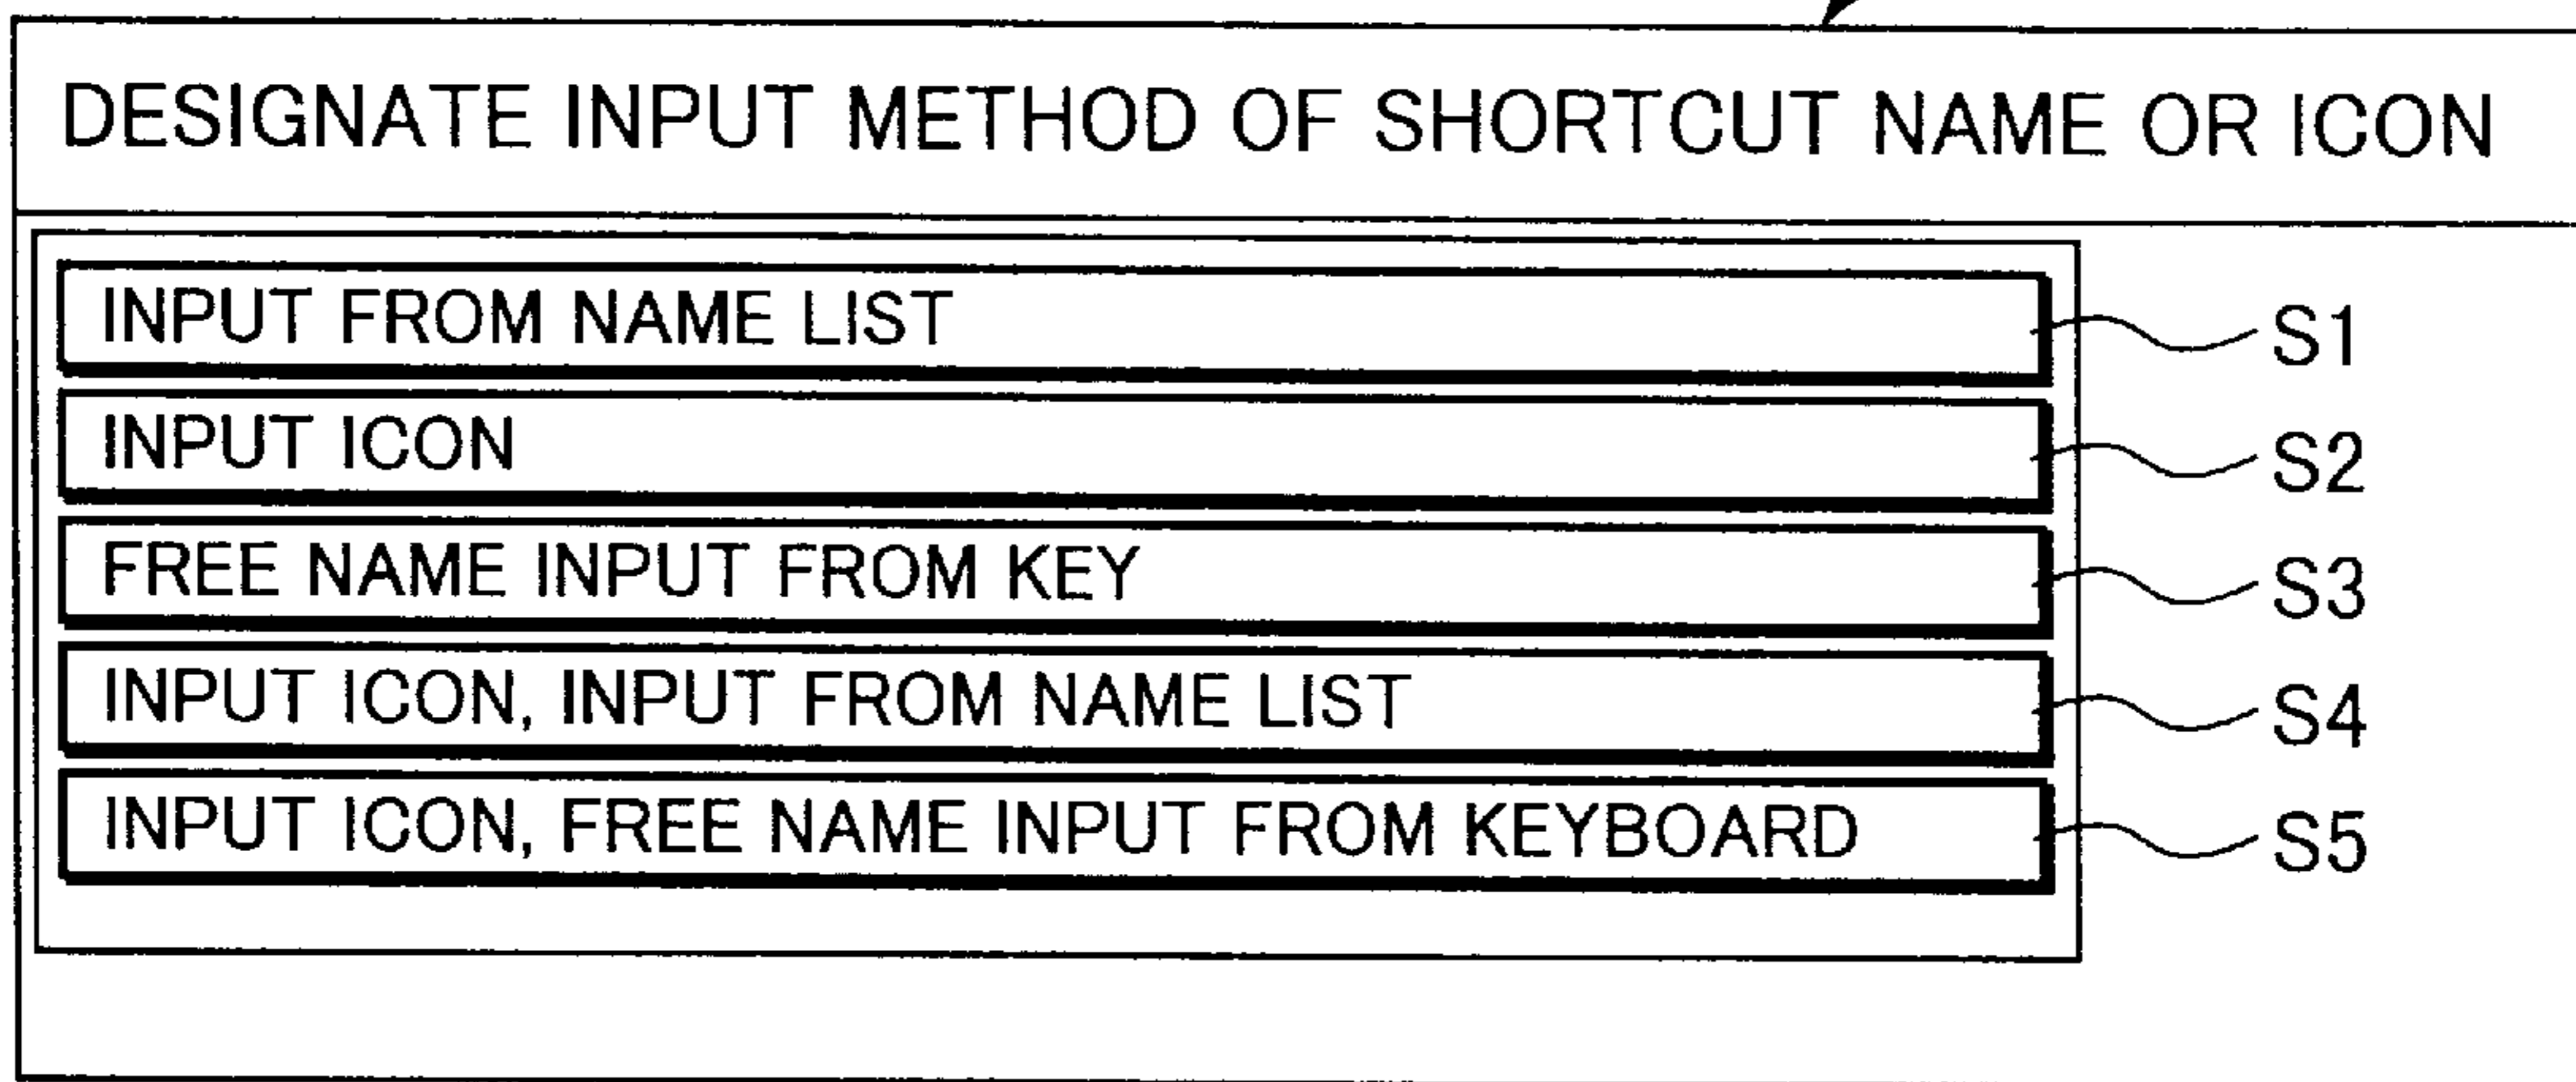 DESIGNATE INPUT METHOD OF SHORTCUT NAME OR ICON
INPUT FROM NAME LIST S1
INPUT ICON S2
FREE NAME INPUT FROM KEY S3
INPUT ICON, INPUT FROM NAME LIST S4
INPUT ICON, FREE NAME INPUT FROM KEYBOARD S5